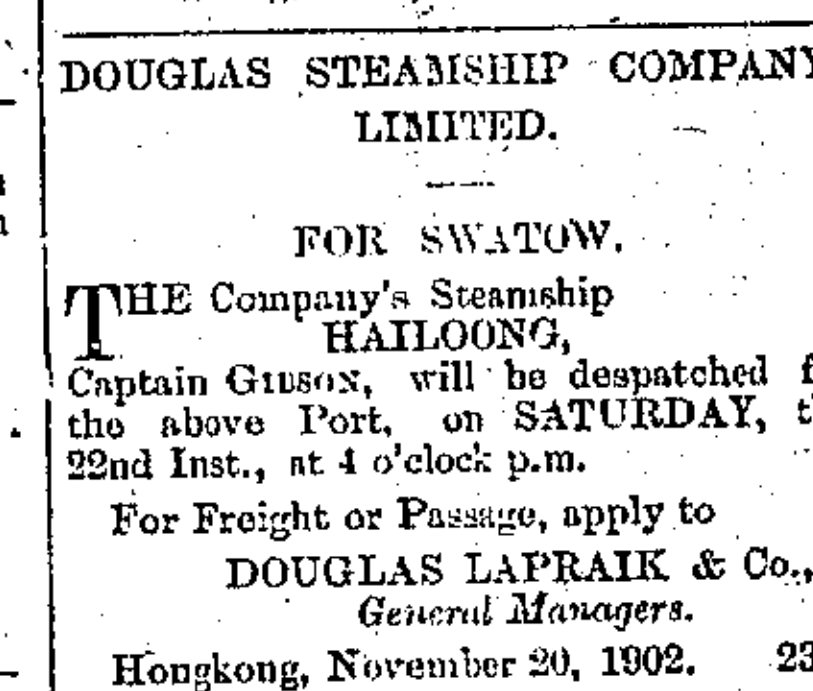 DOUGLAS STEAMSHIP COMPANY
LIMITED.
FOR SWATOW.
THE Company's Steamship
HAILOONG,
Captain GIBSON, will be despatched f
the above Port, on SATURDAY, t
22nd Inst., at 4 o'clock p.m.
For Freight or Passage, apply to
DOUGLAS LAPRAIK & Co.,
General Managers.
Hongkong, November 20, 1902. 23